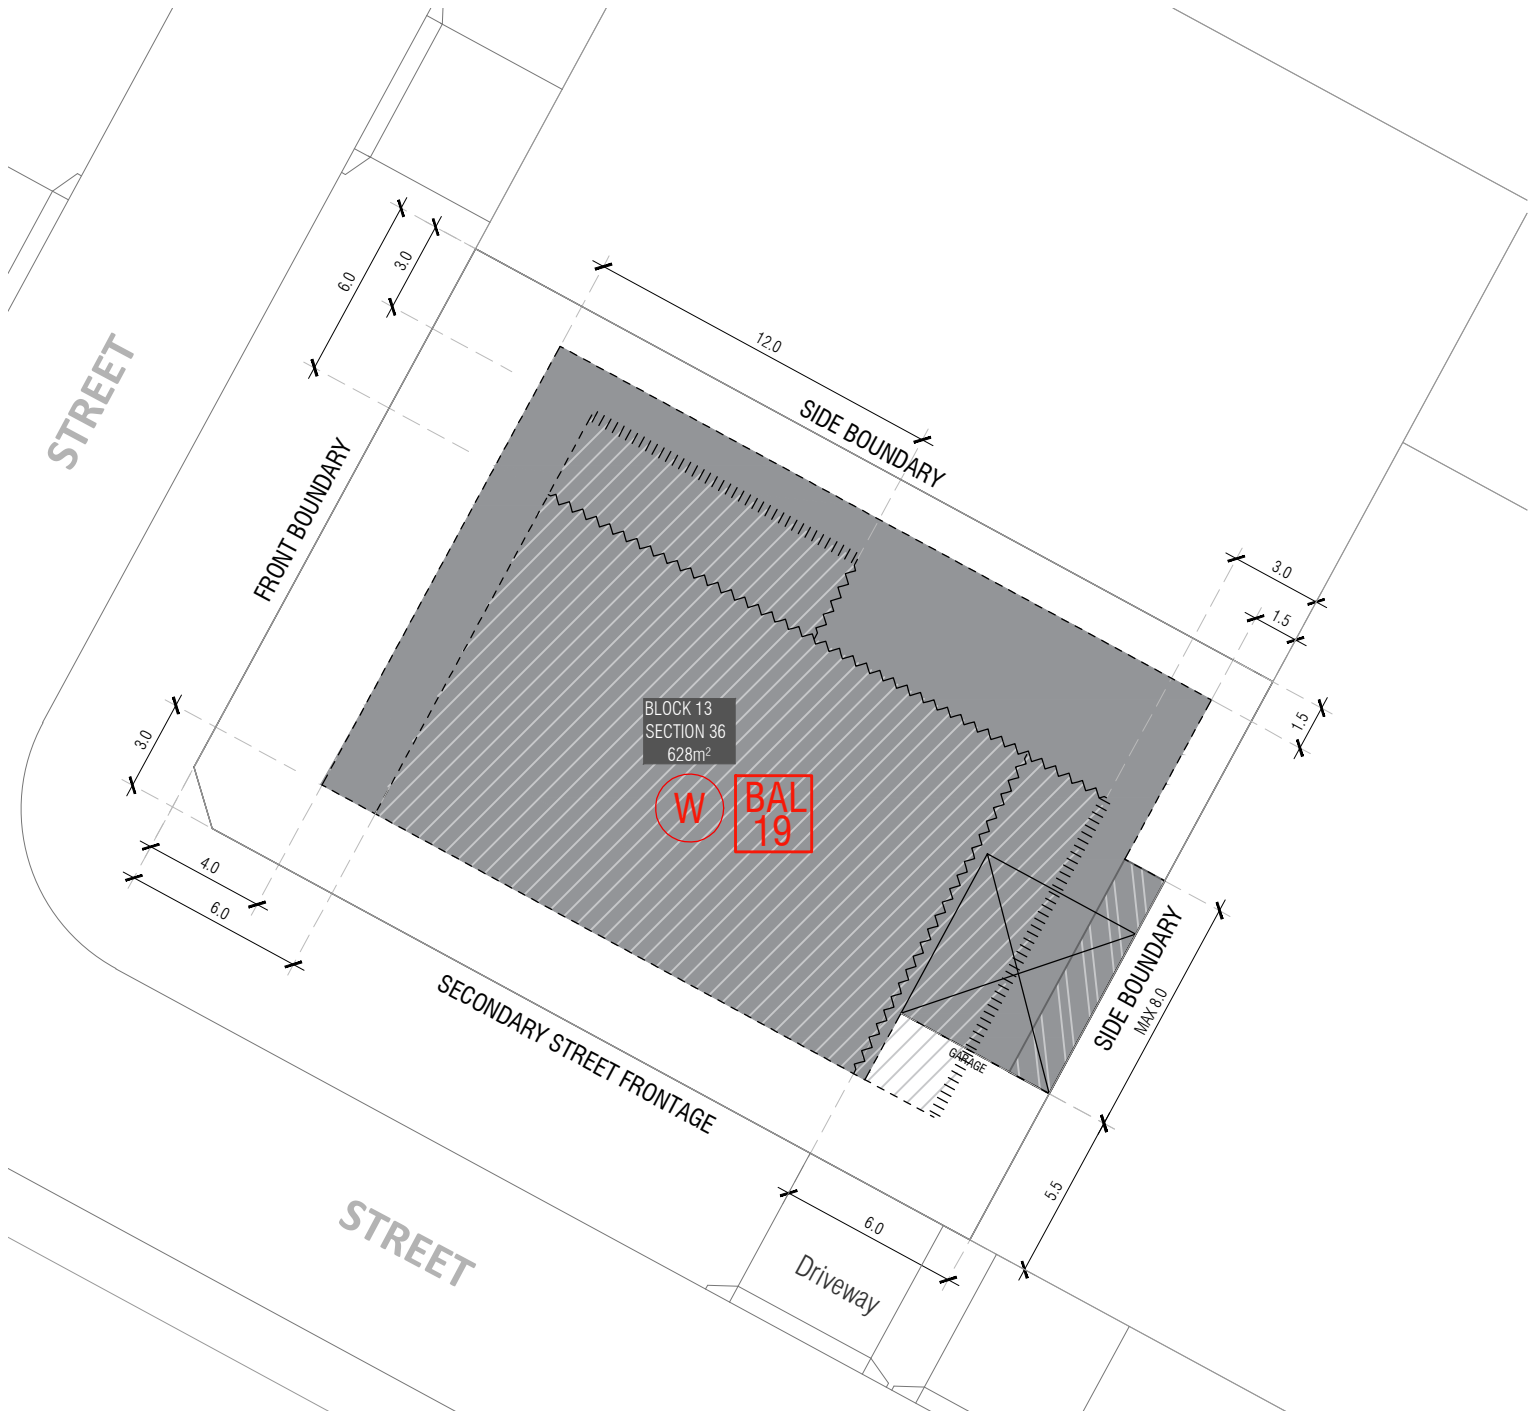 6.0
3.0
12.0
STREET
SIDE BOUNDARY
FRONT BOUNDARY
3.0
1.5
1.5
BLOCK 13
SECTION 36
628m²
W
BAL
19
3.0
4.0
6.0
SIDE BOUNDARY
MAX 8.0
GARAGE
SECONDARY STREET FRONTAGE
5.5
6.0
STREET
Driveway